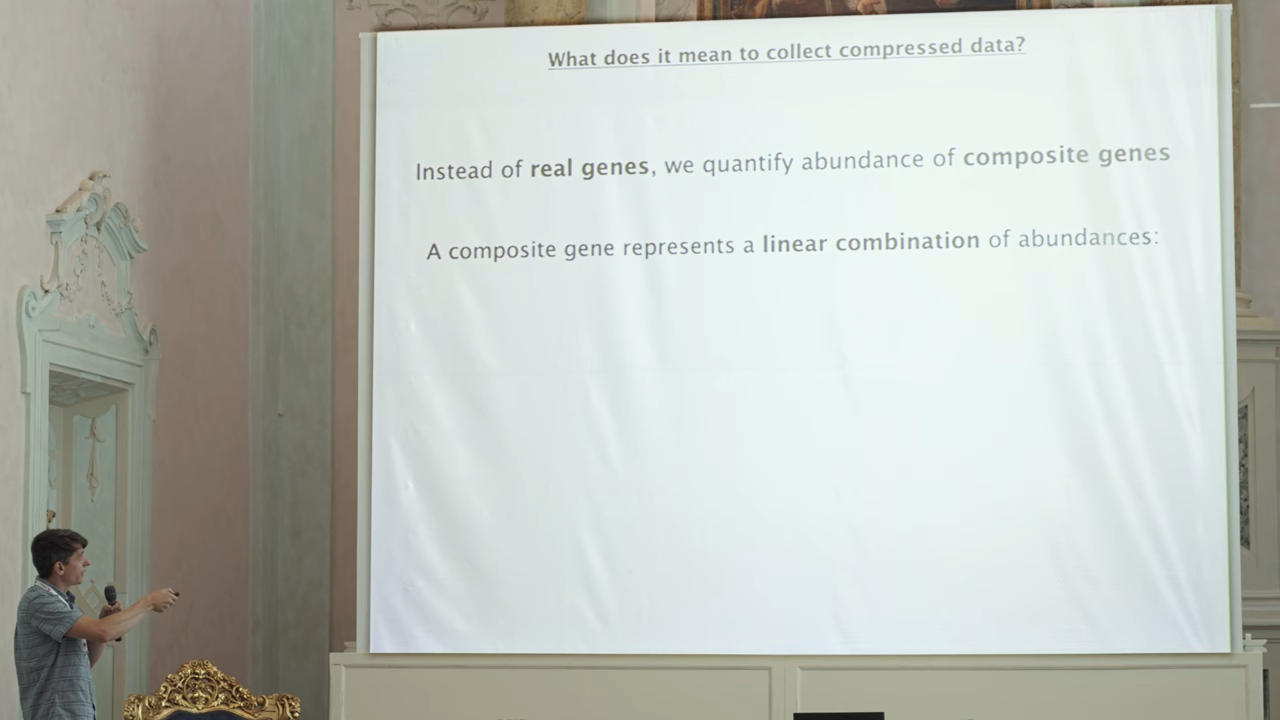 What does it mean to collect compressed data?
Instead of real genes, we quantify abundance of composite genes
A composite gene represents a linear combination of abundances: